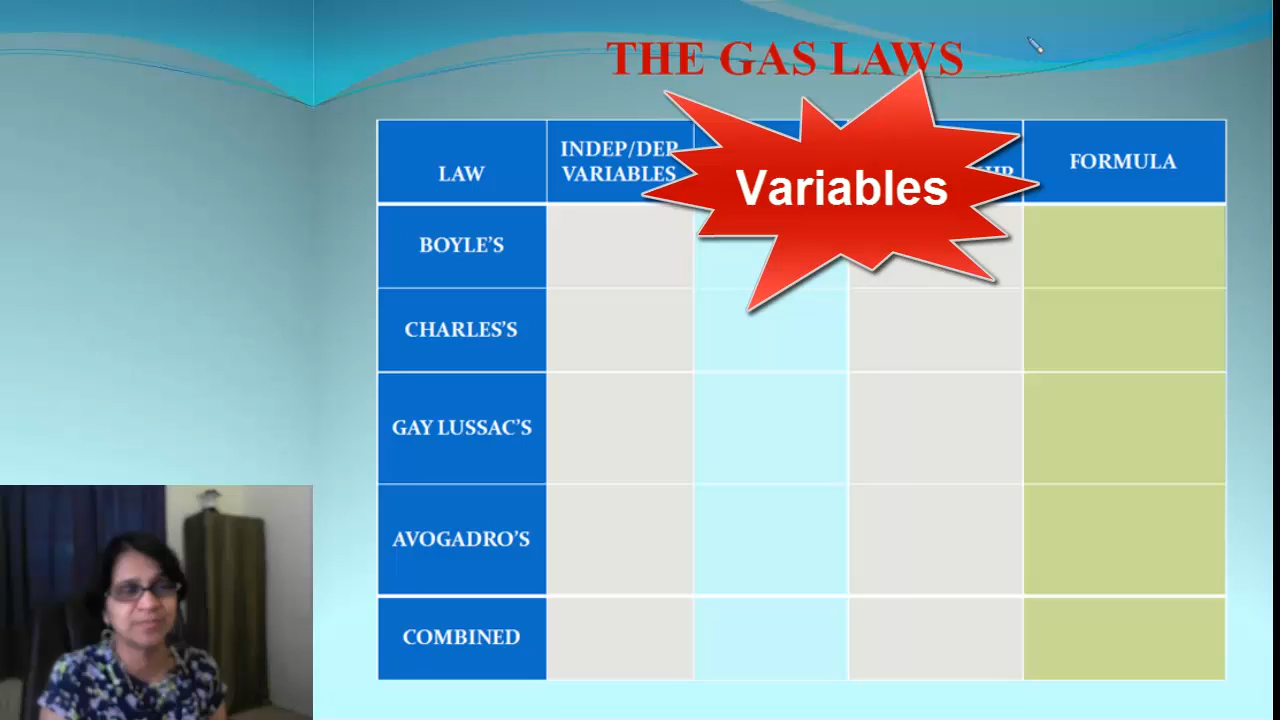 THE GAS LAWS
LAW
INDEP/DEP
VARIABLES
Variables
FORMULA
BOYLE'S
CHARLES'S
GAY LUSSAC'S
AVOGADRO'S
COMBINED